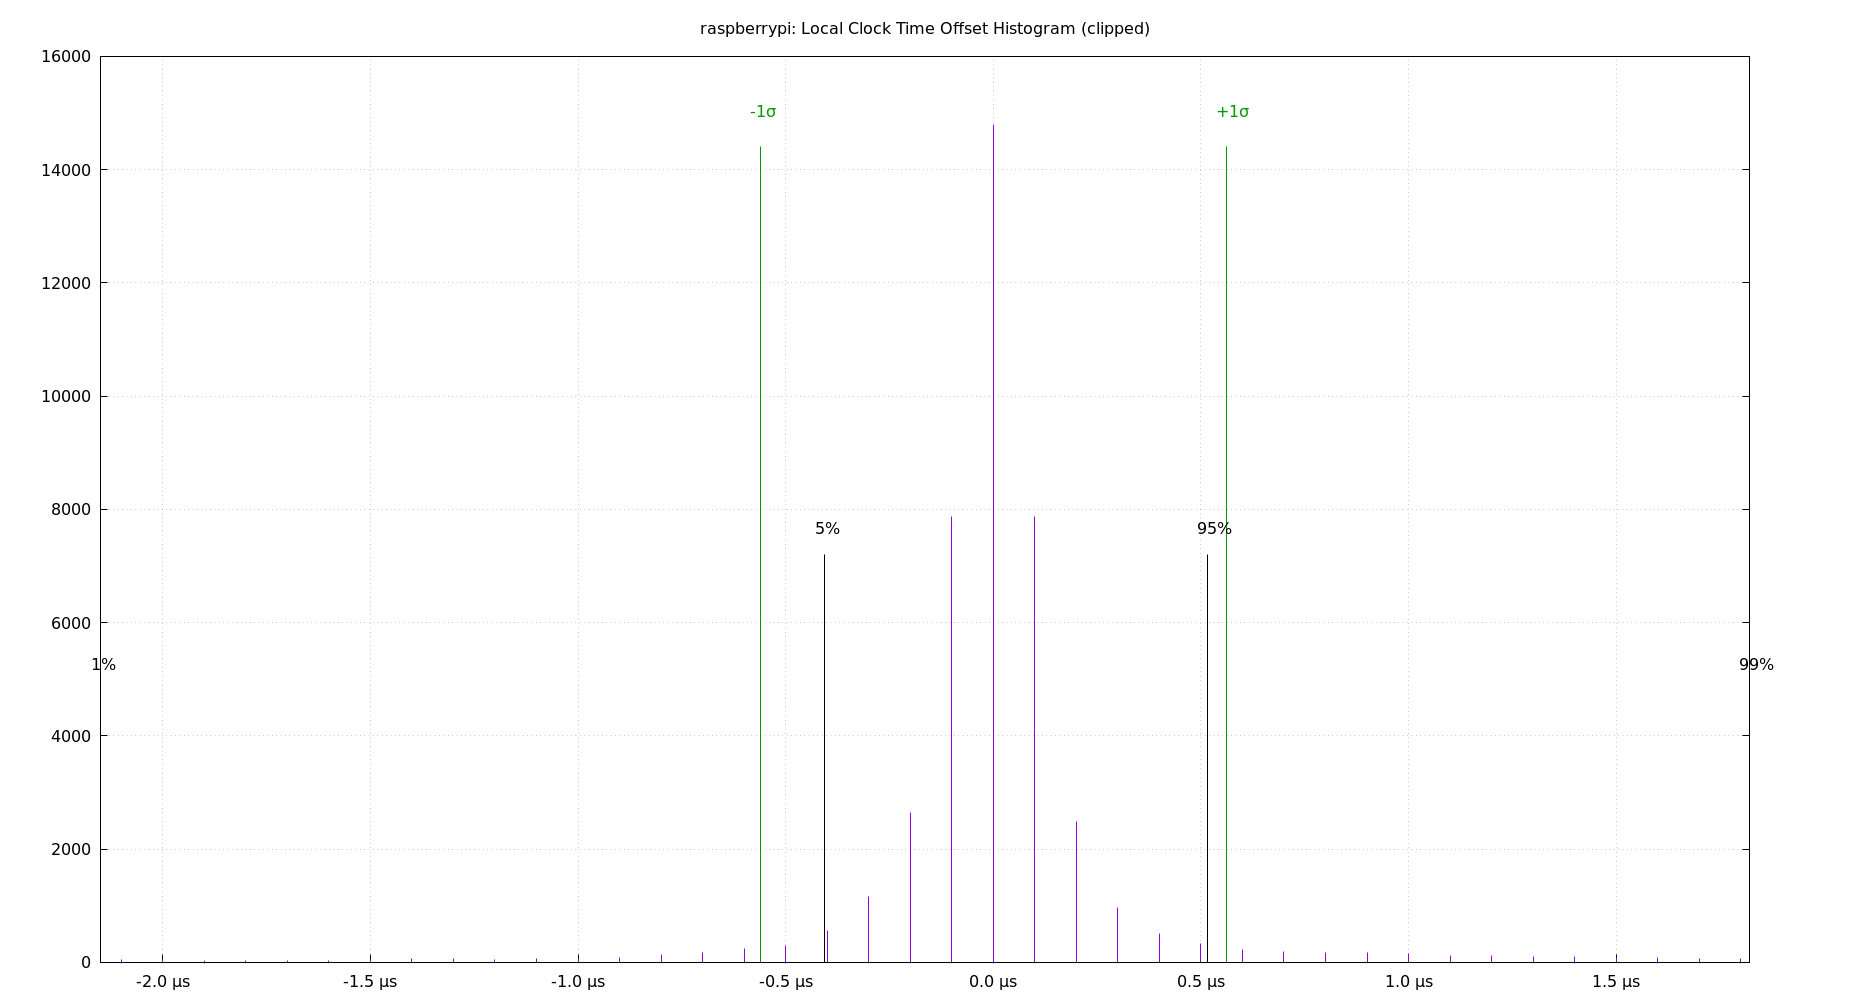 raspberrypi: Local Clock Time Offset Histogram (clipped)
16000
-1σ
+1σ
14000
12000
10000
8000
5%
95%
6000
1%
99%
4000
2000
0
-2.0 µs
-1.5 µs
-1.0 µs
-0.5 µs
0.0 µs
0.5 µs
1.0 µs
1.5 µs